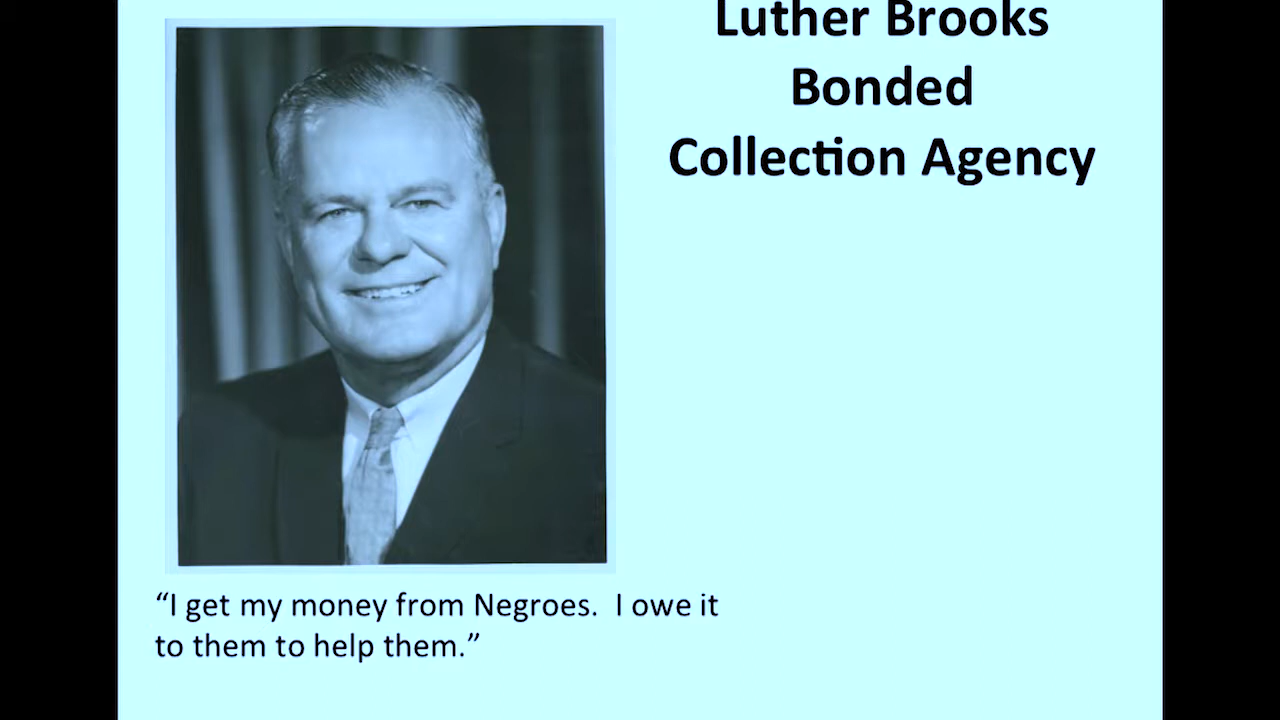 Luther Brooks
Bonded
Collection Agency
“I get my money from Negroes.  I owe it
to them to help them.”